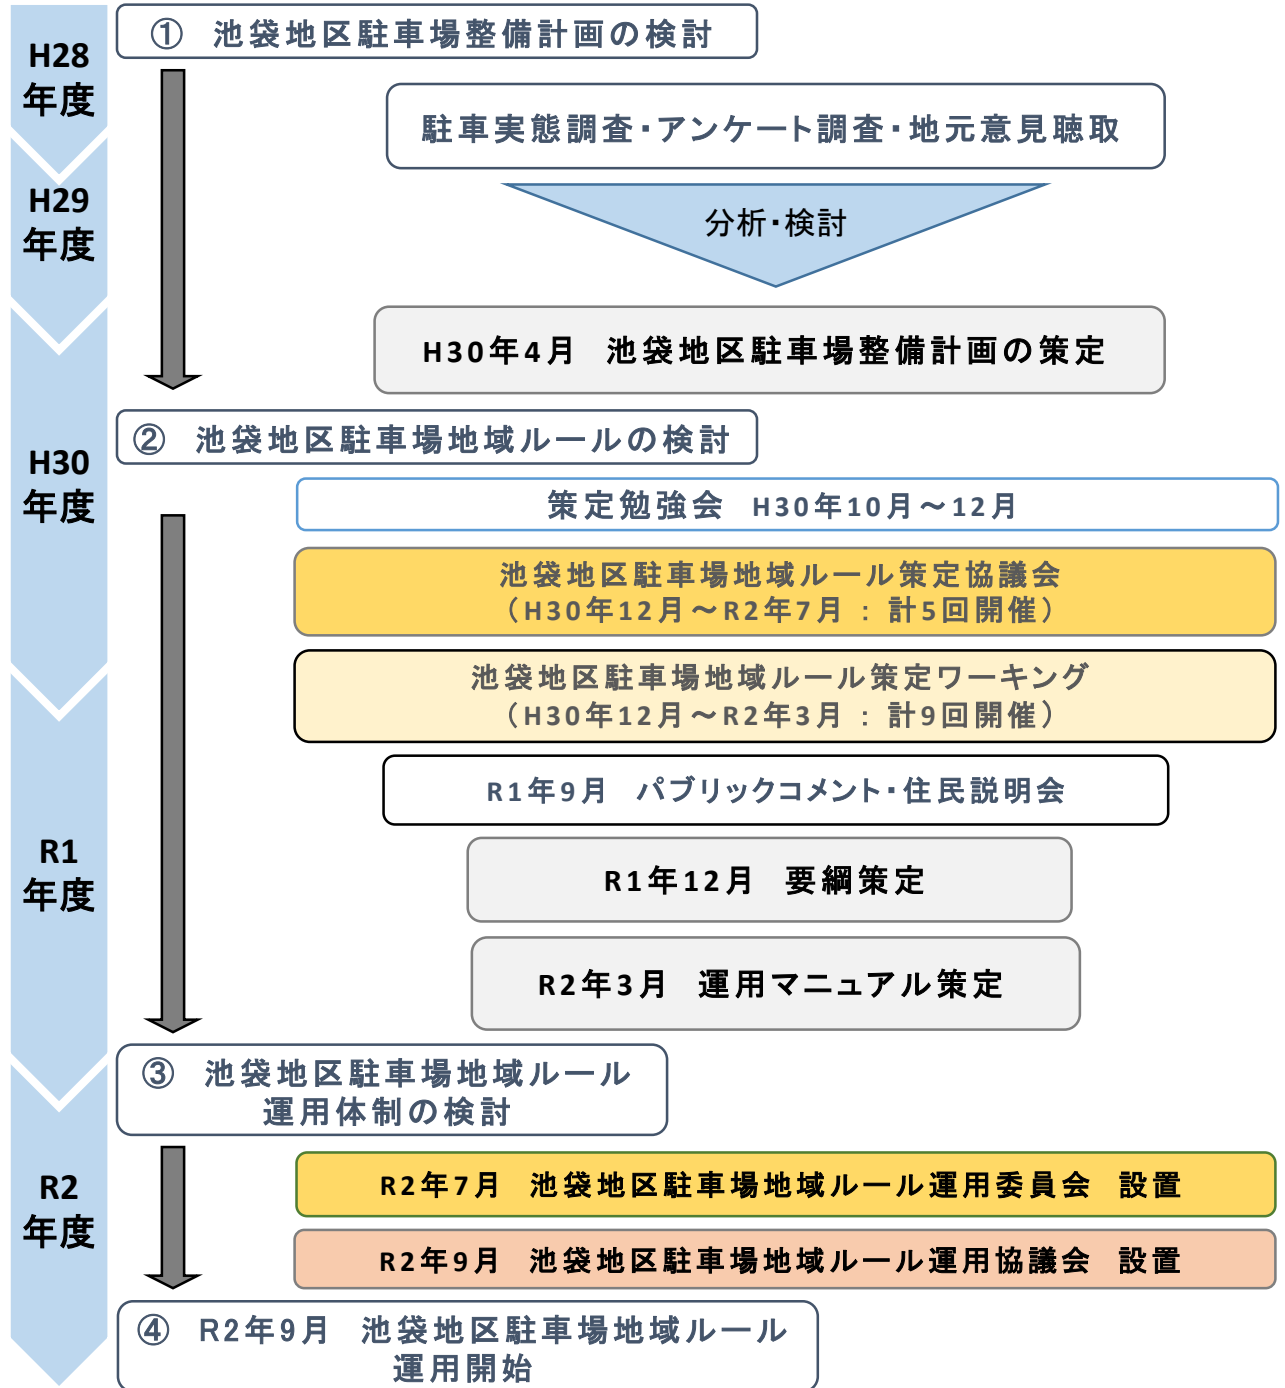 H28
年度
① 池袋地区駐車場整備計画の検討
駐車実態調査・アンケート調査・地元意見聴取
H29
年度
分析・検討
H30年4月 池袋地区駐車場整備計画の策定
H30
年度
② 池袋地区駐車場地域ルールの検討
策定勉強会 H30年10月～12月
池袋地区駐車場地域ルール策定協議会
（H30年12月～R2年7月 : 計5回開催）
池袋地区駐車場地域ルール策定ワーキング
（H30年12月～R2年3月 : 計9回開催）
R1
年度
R1年9月 パブリックコメント・住民説明会
R1年12月 要綱策定
R2年3月 運用マニュアル策定
③ 池袋地区駐車場地域ルール
運用体制の検討
R2
年度
R2年7月 池袋地区駐車場地域ルール運用委員会 設置
R2年9月 池袋地区駐車場地域ルール運用協議会 設置
④ R2年9月 池袋地区駐車場地域ルール
運用開始